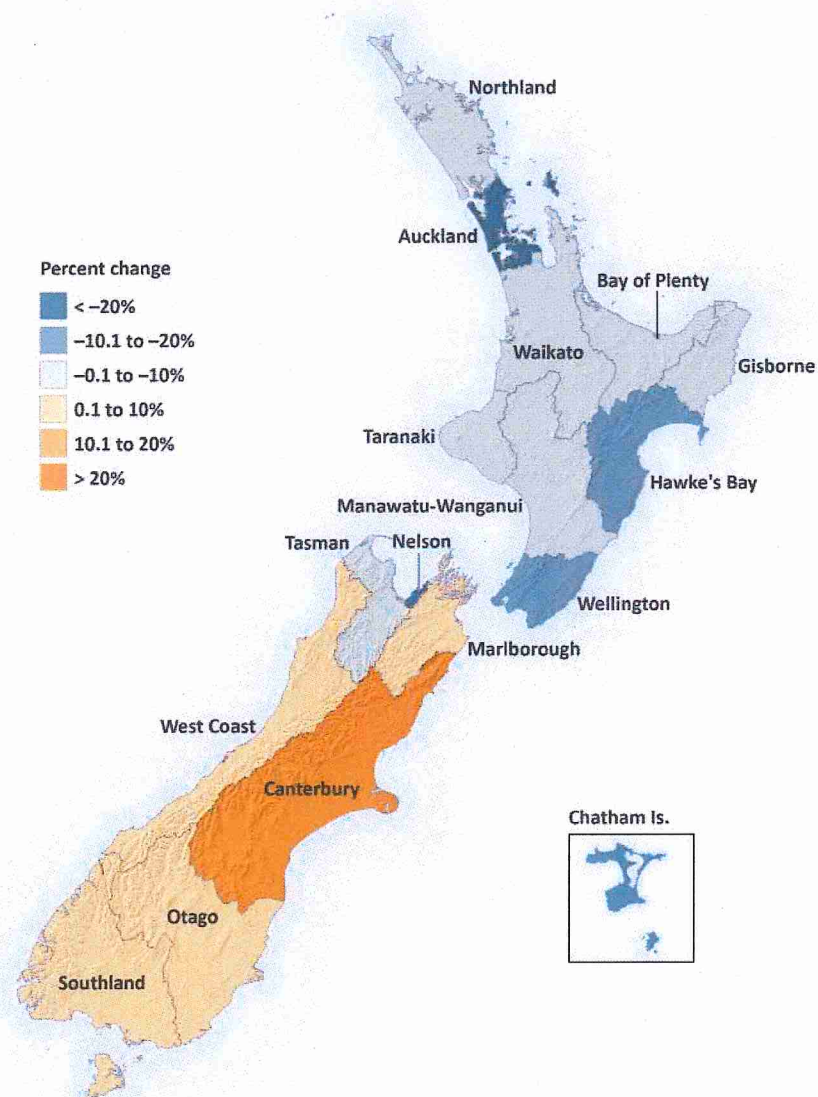 Northland
Auckland
Percent change
< –20%
–10.1 to –20%
–0.1 to –10%
0.1 to 10%
10.1 to 20%
> 20%
Bay of Plenty
Waikato
Gisborne
Taranaki
Hawke's Bay
Manawatu-Wanganui
Tasman
Nelson
Wellington
Marlborough
West Coast
Canterbury
Chatham Is.
Otago
Southland